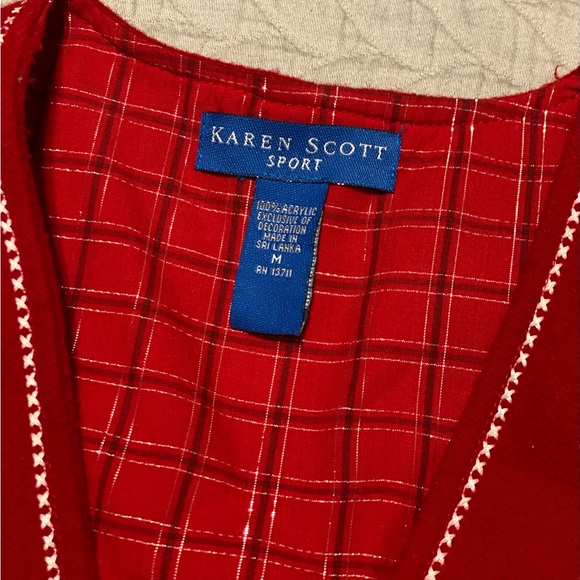 KAREN SCOTT
SPORT
100% ACRYLIC
EXCLUSIVE OF
DECORATION
MADE IN
SRI LANKA
M
RN 13711